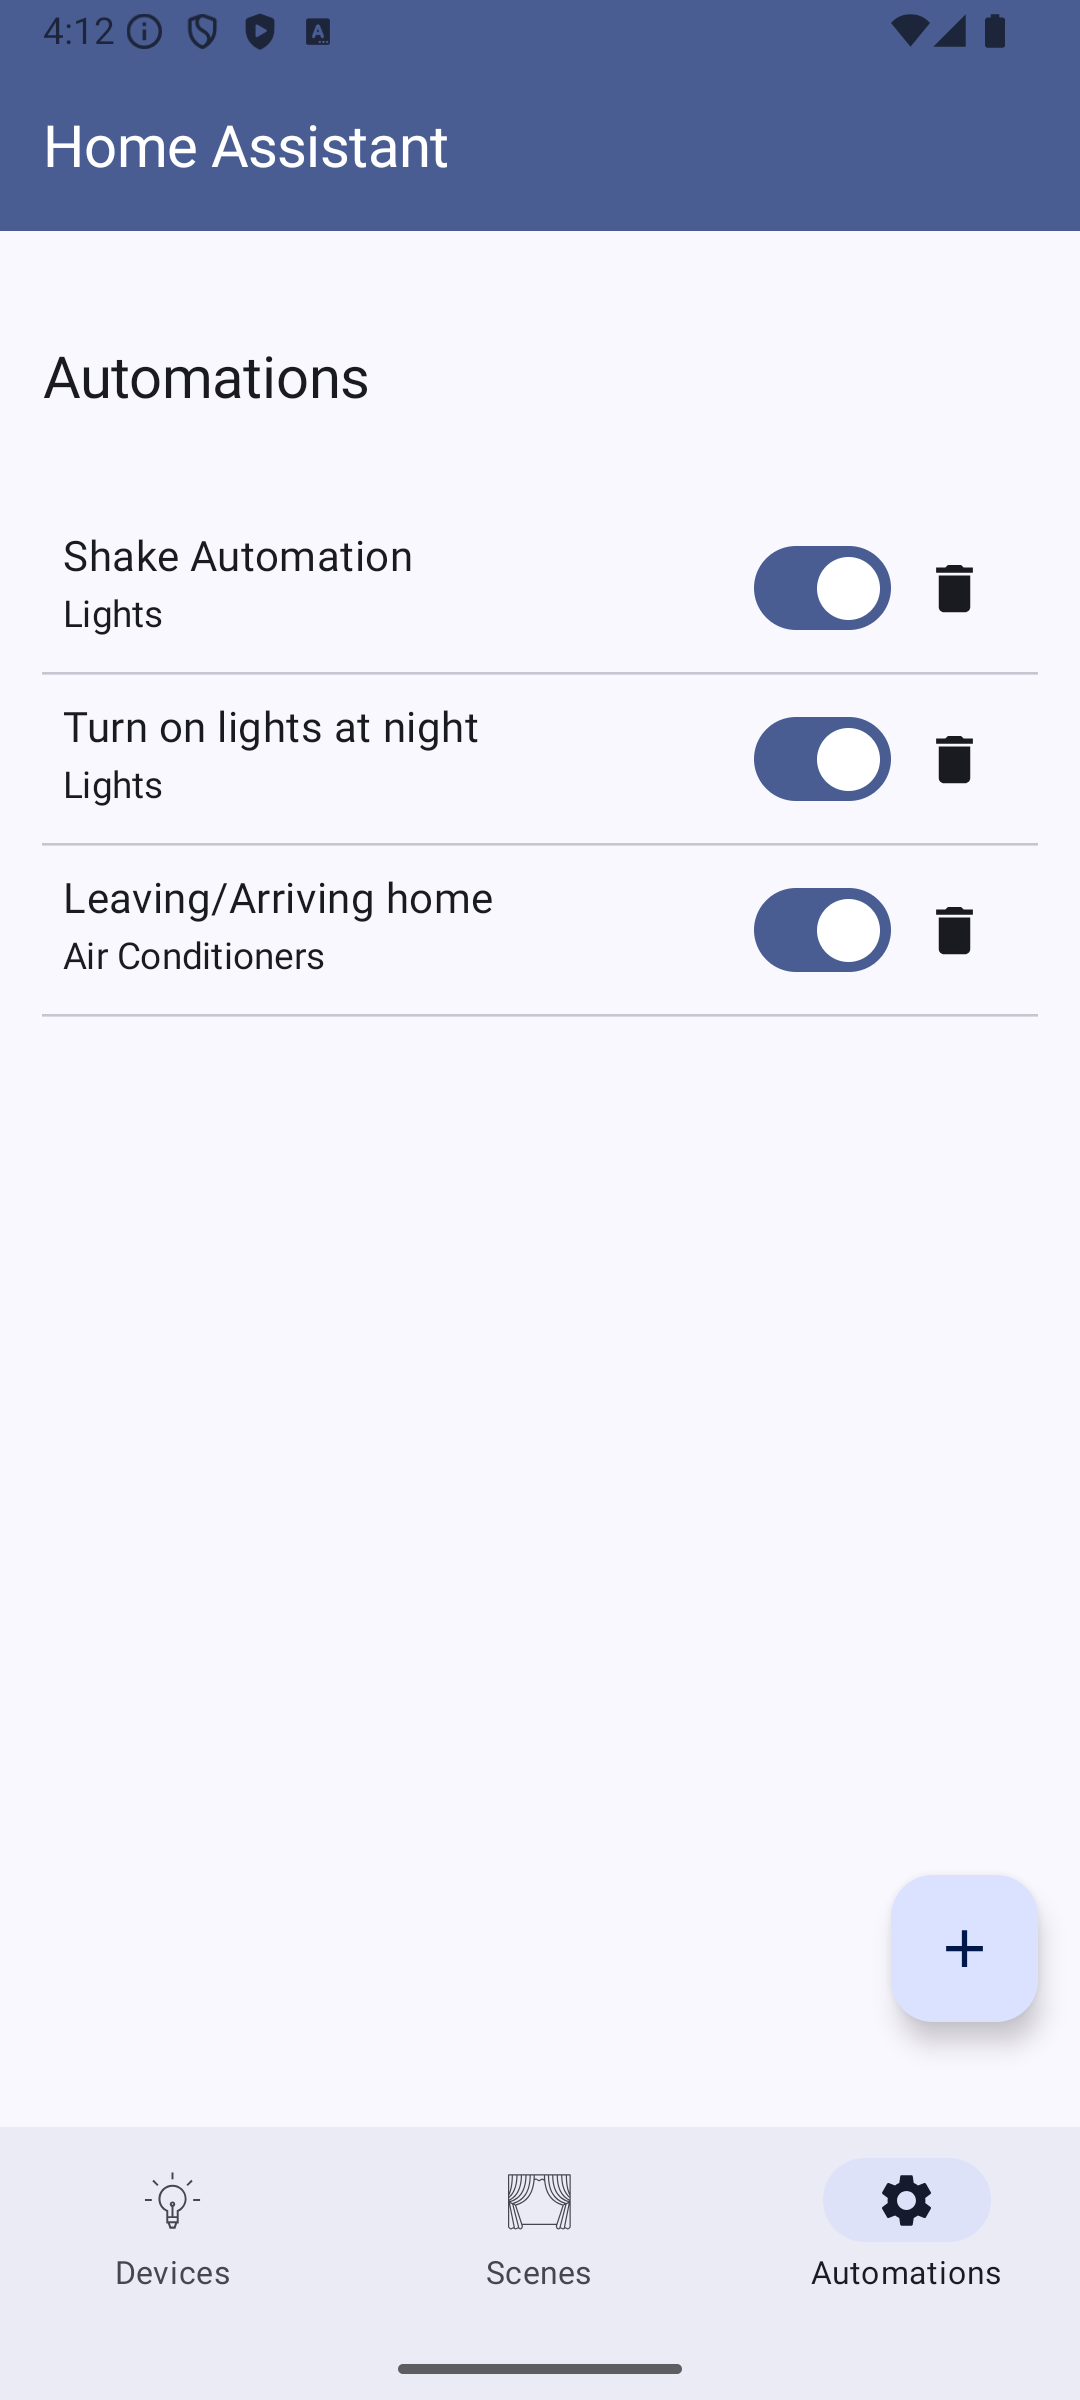 4:12
Home Assistant
Automations
Shake Automation
Lights
Turn on lights at night
Lights
Leaving/Arriving home
Air Conditioners
Devices
Scenes
Automations